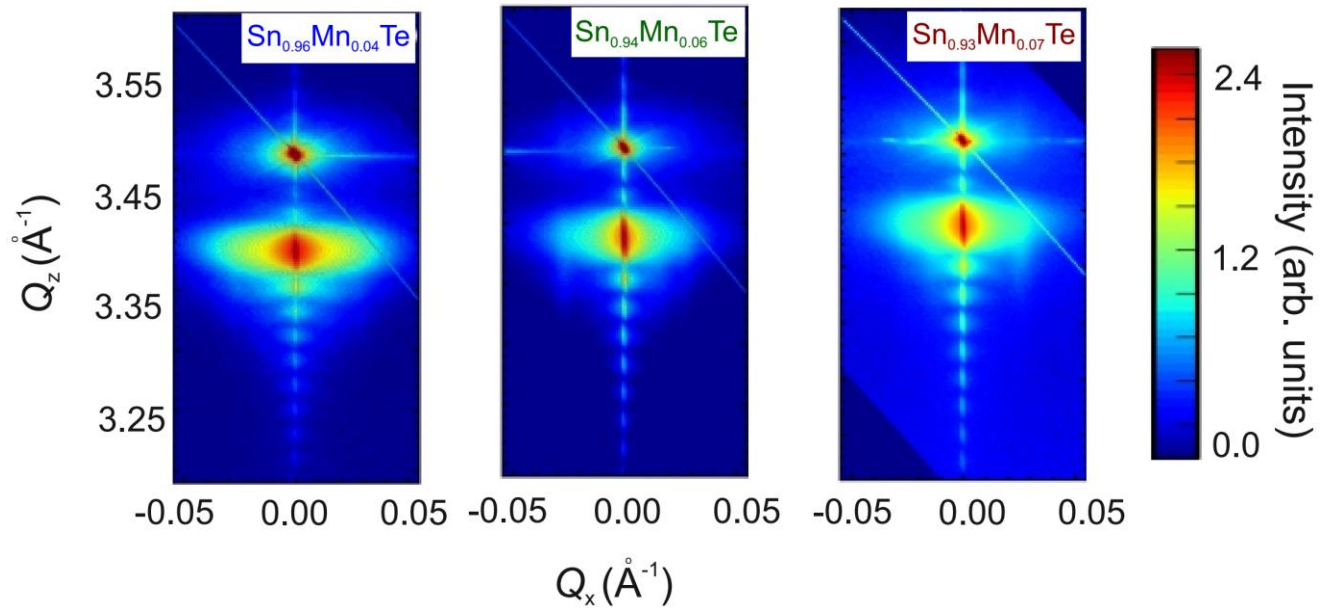 Sn0.96Mn0.04Te
Sn0.94Mn0.06Te
Sn0.93Mn0.07Te
3.55
3.45
3.35
3.25
Qz (Å-1)
-0.05 0.00 0.05
-0.05 0.00 0.05
-0.05 0.00 0.05
Qx (Å-1)
2.4
1.2
0.0
Intensity (arb. units)